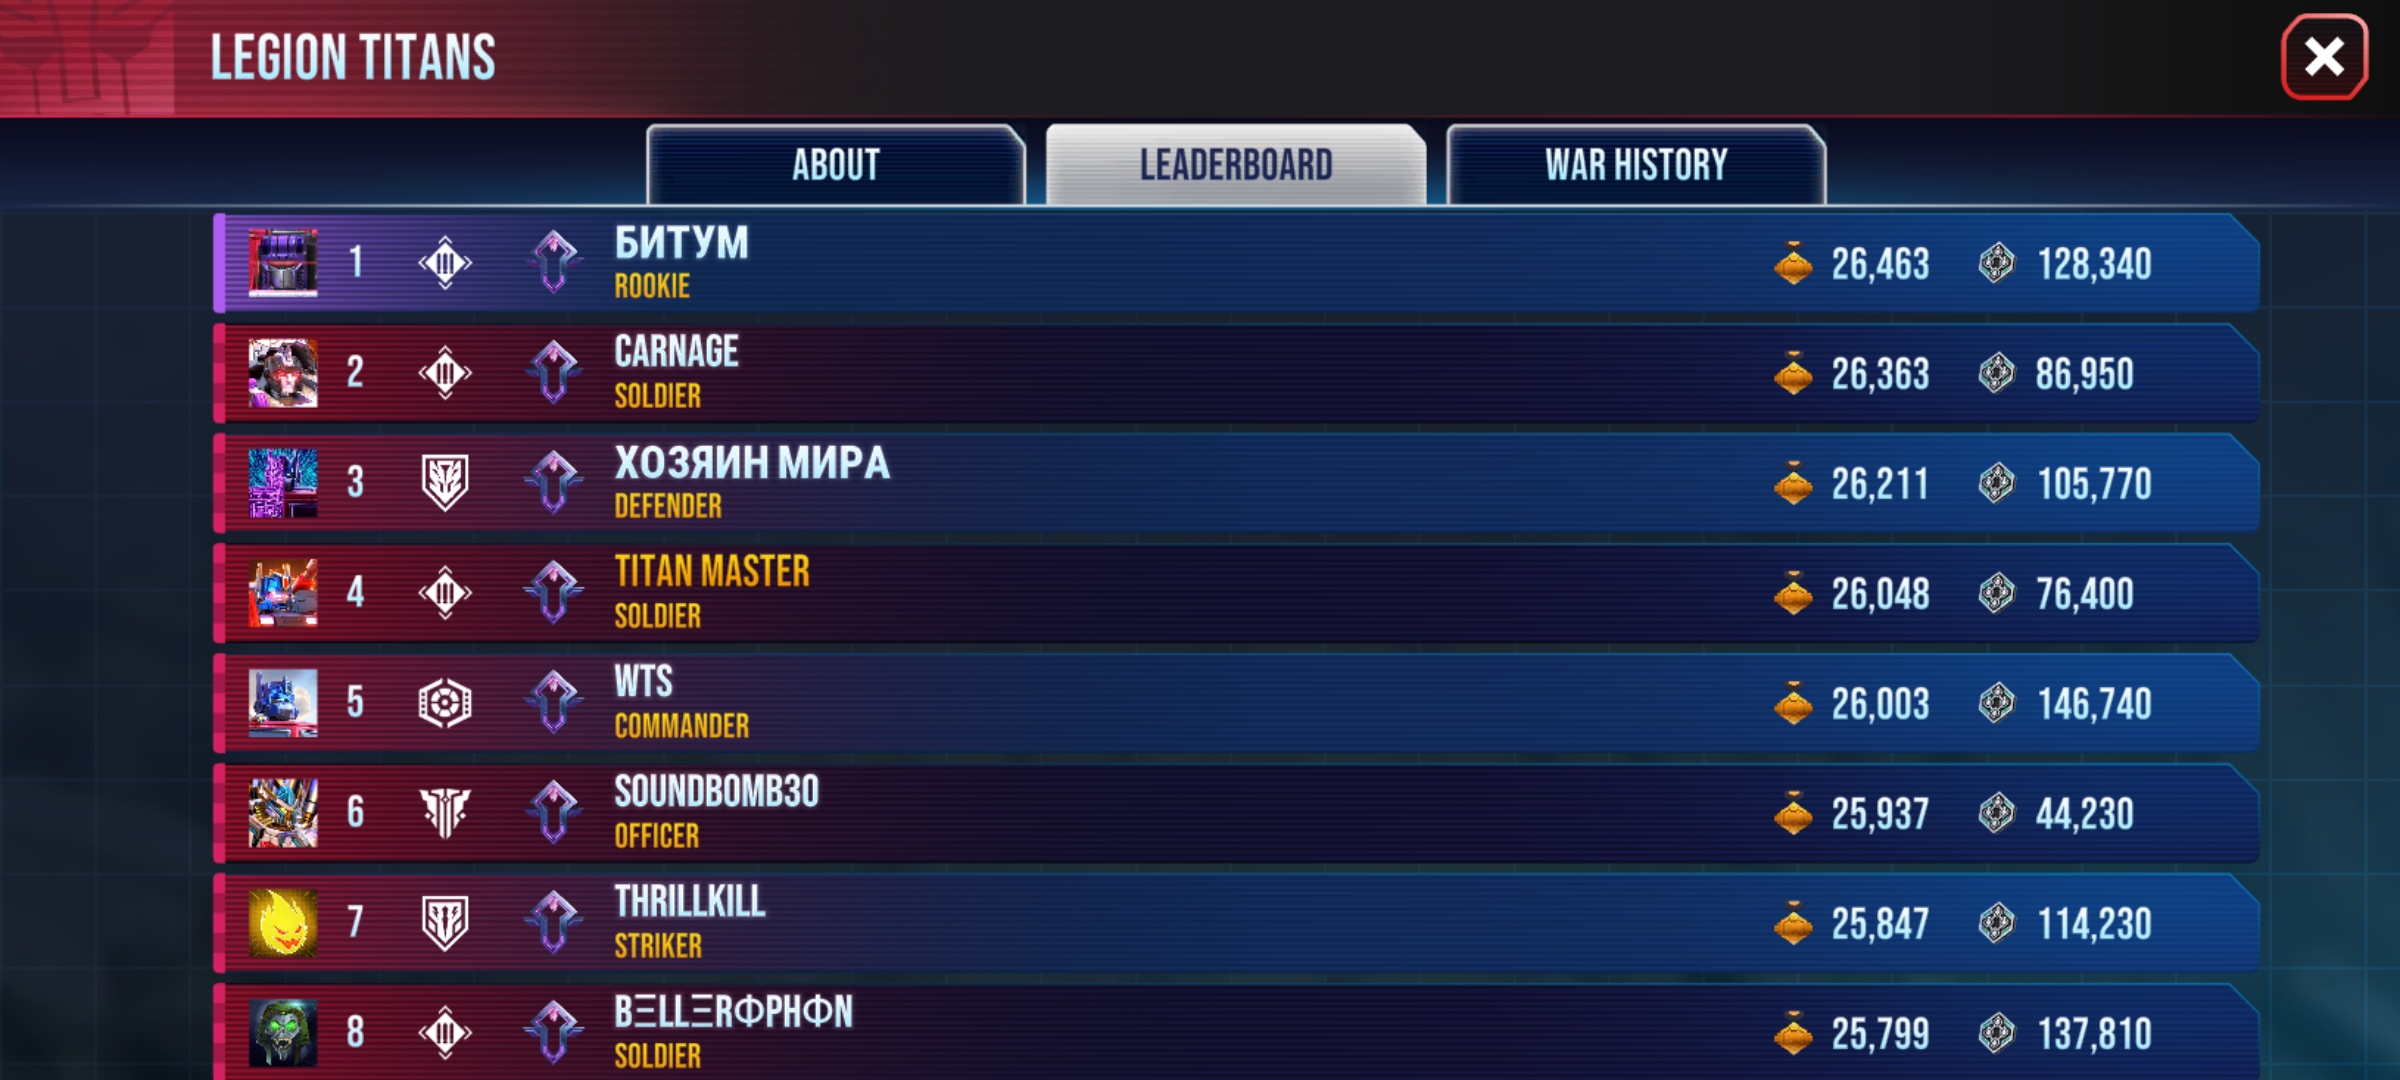 LEGION TITANS
ABOUT
LEADERBOARD
WAR HISTORY
1 БИТУМ 26,463 128,340
ROOKIE
2 CARNAGE 26,363 86,950
SOLDIER
3 ХОЗЯИН МИРА 26,211 105,770
DEFENDER
4 TITAN MASTER 26,048 76,400
SOLDIER
5 WTS 26,003 146,740
COMMANDER
6 SOUNDBOMB30 25,937 44,230
OFFICER
7 THRILLKILL 25,847 114,230
STRIKER
8 BΞLLΞRΦPHΦN 25,799 137,810
SOLDIER